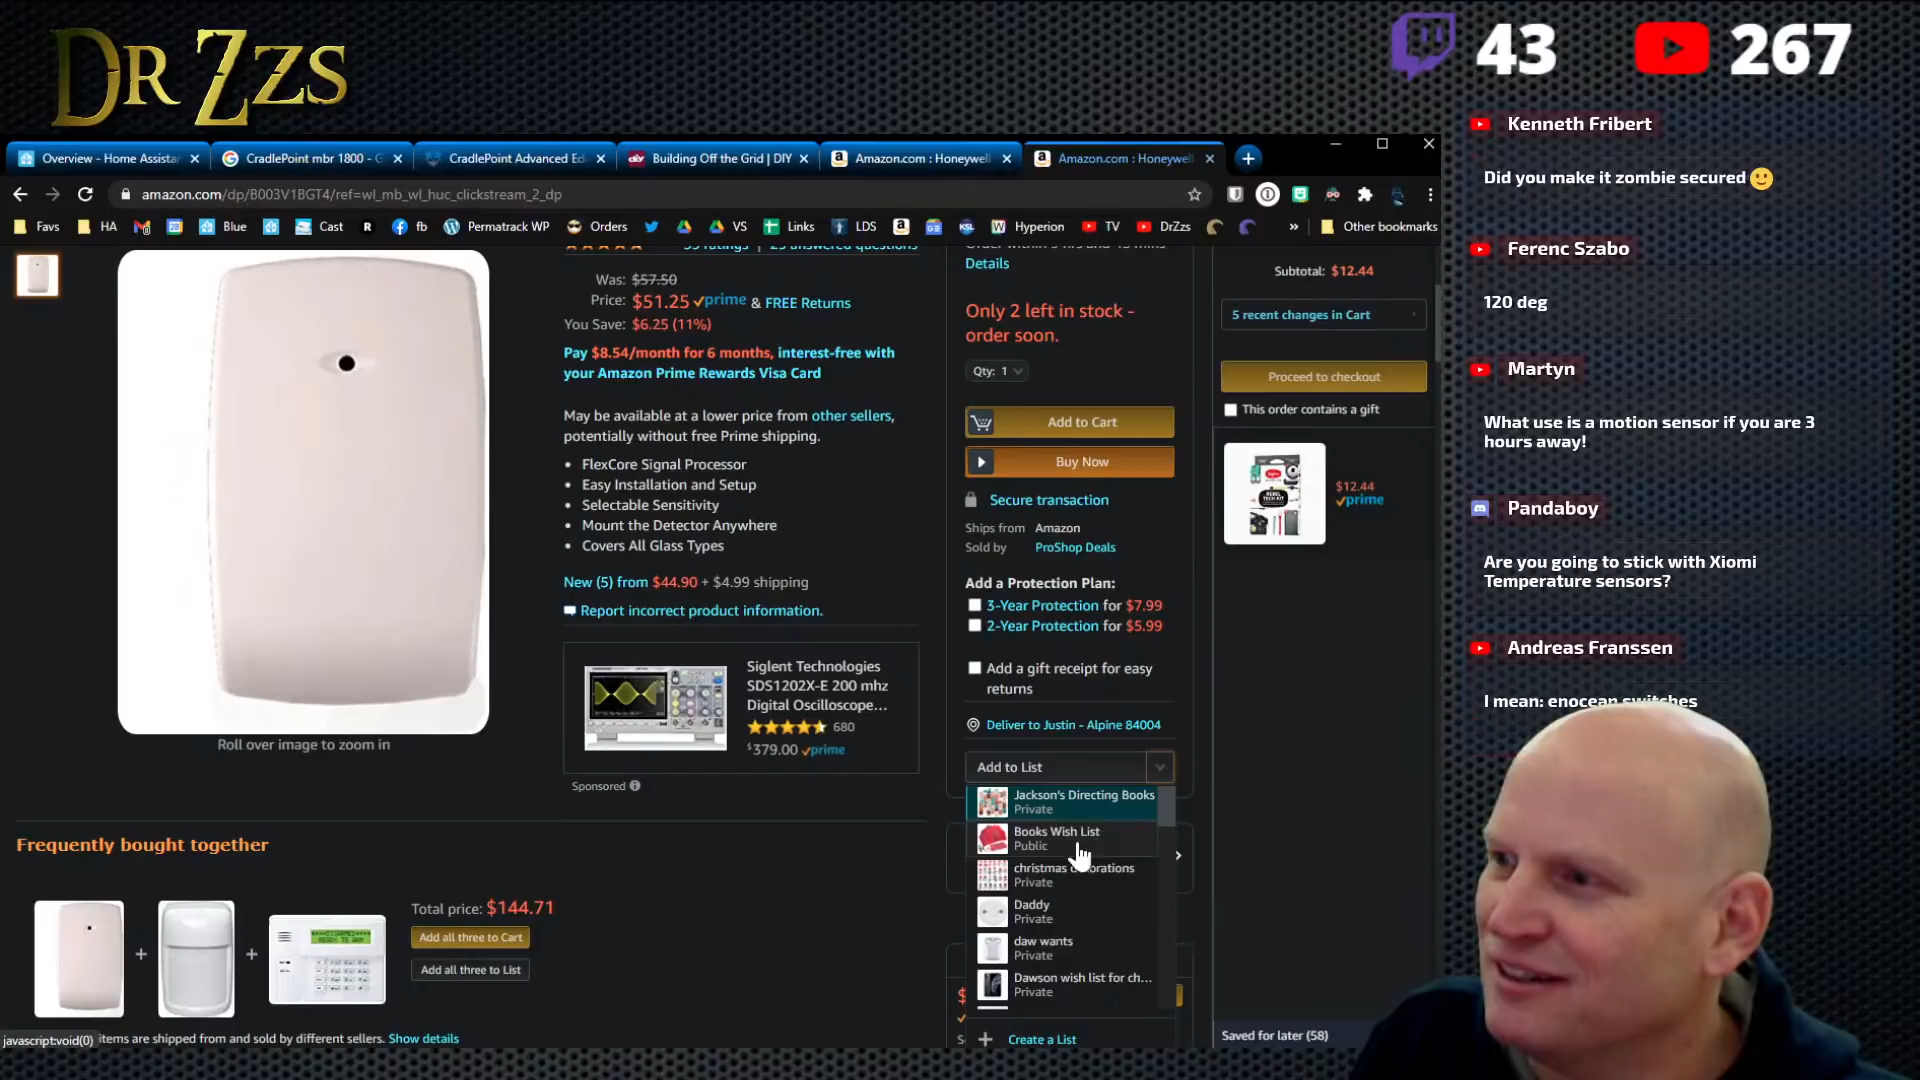 DR ZZS
43
267
Overview - Home Assista
CradlePoint mbr 1800 - G
CradlePoint Advanced Ed
Building Off the Grid | DIY
Amazon.com : Honeywell
Amazon.com : Honeywell
amazon.com/dp/B003V1BGT4/ref=wl_mb_wl_huc_clickstream_2_dp
Favs
HA
Blue
Cast
fb
Permatrack WP
Orders
VS
Links
LDS
Hyperion
TV
DrZzs
Other bookmarks
Was: $57.50
Price: $51.25 prime & FREE Returns
You Save: $6.25 (11%)
Pay $8.54/month for 6 months, interest-free with
your Amazon Prime Rewards Visa Card
May be available at a lower price from other sellers,
potentially without free Prime shipping.
• FlexCore Signal Processor
• Easy Installation and Setup
• Selectable Sensitivity
• Mount the Detector Anywhere
• Covers All Glass Types
New (5) from $44.90 + $4.99 shipping
Report incorrect product information.
Siglent Technologies
SDS1202X-E 200 mhz
Digital Oscilloscope...
680
$379.00 prime
Sponsored
Roll over image to zoom in
Details
Only 2 left in stock -
order soon.
Qty: 1
Add to Cart
Buy Now
Secure transaction
Ships from Amazon
Sold by ProShop Deals
Add a Protection Plan:
3-Year Protection for $7.99
2-Year Protection for $5.99
Add a gift receipt for easy
returns
Deliver to Justin - Alpine 84004
Add to List
Jackson's Directing Books
Private
Books Wish List
Public
christmas
Private
Daddy
Private
daw wants
Private
Dawson wish list for ch...
Private
Create a List
Subtotal: $12.44
5 recent changes in Cart
Proceed to checkout
This order contains a gift
$12.44
prime
Saved for later (58)
Frequently bought together
Total price: $144.71
Add all three to Cart
Add all three to List
javascript:void(0) items are shipped from and sold by different sellers. Show details
Kenneth Fribert
Did you make it zombie secured
Ferenc Szabo
120 deg
Martyn
What use is a motion sensor if you are 3
hours away!
Pandaboy
Are you going to stick with Xiomi
Temperature sensors?
Andreas Franssen
I mean: enocean switches